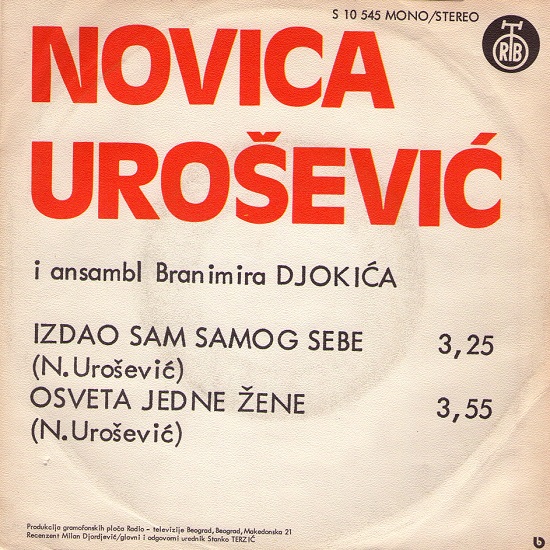 S 10 545 MONO/STEREO
RTB
NOVICA
UROŠEVIĆ
i ansambl Branimira DJOKIĆA
IZDAO SAM SAMOG SEBE 3,25
(N.Urošević)
OSVETA JEDNE ŽENE 3,55
(N.Urošević)
Produkcija gramofonskih ploča Radio – televizije Beograd, Beograd, Makedonska 21
Recenzent Milan Djordjević/glavni i odgovorni urednik Stanko TERZIĆ
b